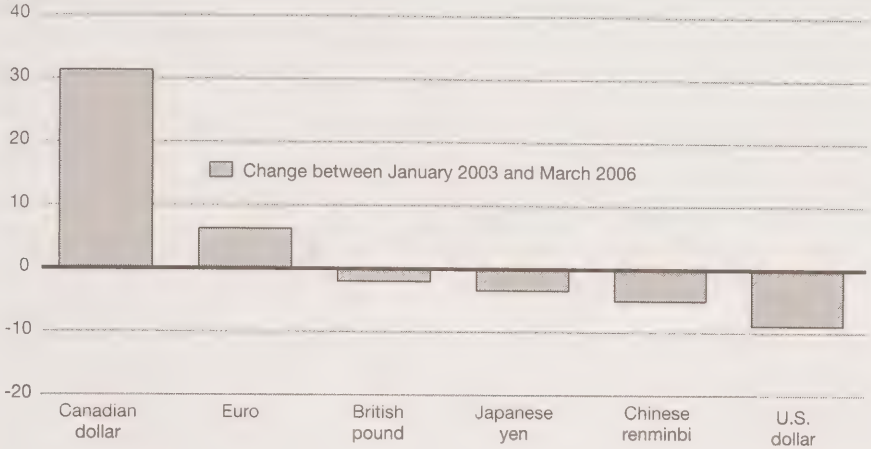 40
30
20
Change between January 2003 and March 2006
10
0
-10
-20
Canadian
dollar
Euro
British
pound
Japanese
yen
Chinese
renminbi
U.S.
dollar